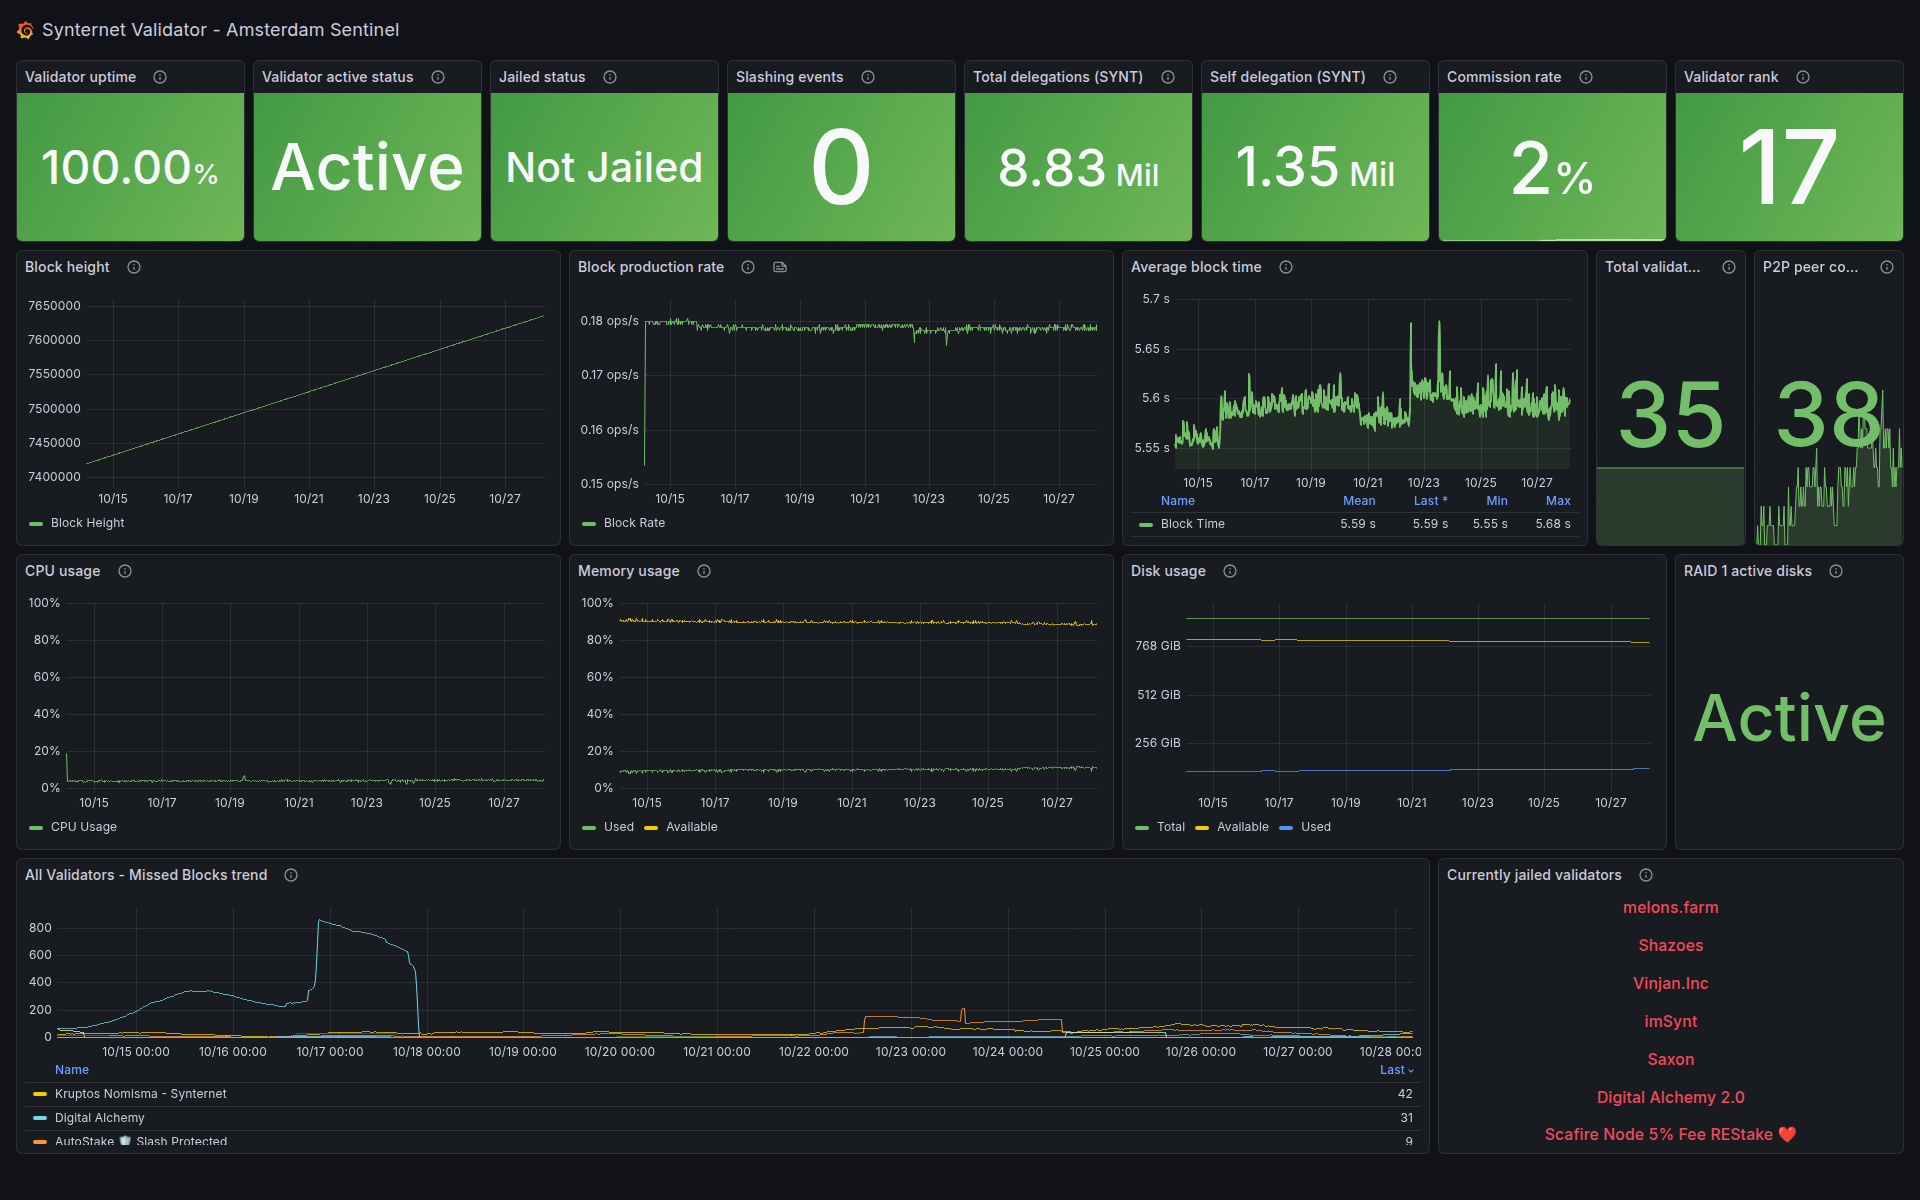 Synternet Validator - Amsterdam Sentinel
Validator uptime
100.00%
Validator active status
Active
Jailed status
Not Jailed
Slashing events
0
Total delegations (SYNT)
8.83 Mil
Self delegation (SYNT)
1.35 Mil
Commission rate
2%
Validator rank
17
Block height
7650000
7600000
7550000
7500000
7450000
7400000
10/15 10/17 10/19 10/21 10/23 10/25 10/27
Block Height
Block production rate
0.18 ops/s
0.17 ops/s
0.16 ops/s
0.15 ops/s
10/15 10/17 10/19 10/21 10/23 10/25 10/27
Block Rate
Average block time
5.7 s
5.65 s
5.6 s
5.55 s
10/15 10/17 10/19 10/21 10/23 10/25 10/27
Name Mean Last * Min Max
Block Time 5.59 s 5.59 s 5.55 s 5.68 s
Total validat...
35
P2P peer co...
38
CPU usage
100%
80%
60%
40%
20%
0%
10/15 10/17 10/19 10/21 10/23 10/25 10/27
CPU Usage
Memory usage
100%
80%
60%
40%
20%
0%
10/15 10/17 10/19 10/21 10/23 10/25 10/27
Used Available
Disk usage
768 GiB
512 GiB
256 GiB
10/15 10/17 10/19 10/21 10/23 10/25 10/27
Total Available Used
RAID 1 active disks
Active
All Validators - Missed Blocks trend
800
600
400
200
0
10/15 00:00 10/16 00:00 10/17 00:00 10/18 00:00 10/19 00:00 10/20 00:00 10/21 00:00 10/22 00:00 10/23 00:00 10/24 00:00 10/25 00:00 10/26 00:00 10/27 00:00 10/28 00:0
Name Last
Kruptos Nomisma - Synternet 42
Digital Alchemy 31
AutoStake 🛡️ Slash Protected 9
Currently jailed validators
melons.farm
Shazoes
Vinjan.Inc
imSynt
Saxon
Digital Alchemy 2.0
Scafire Node 5% Fee REStake ❤️